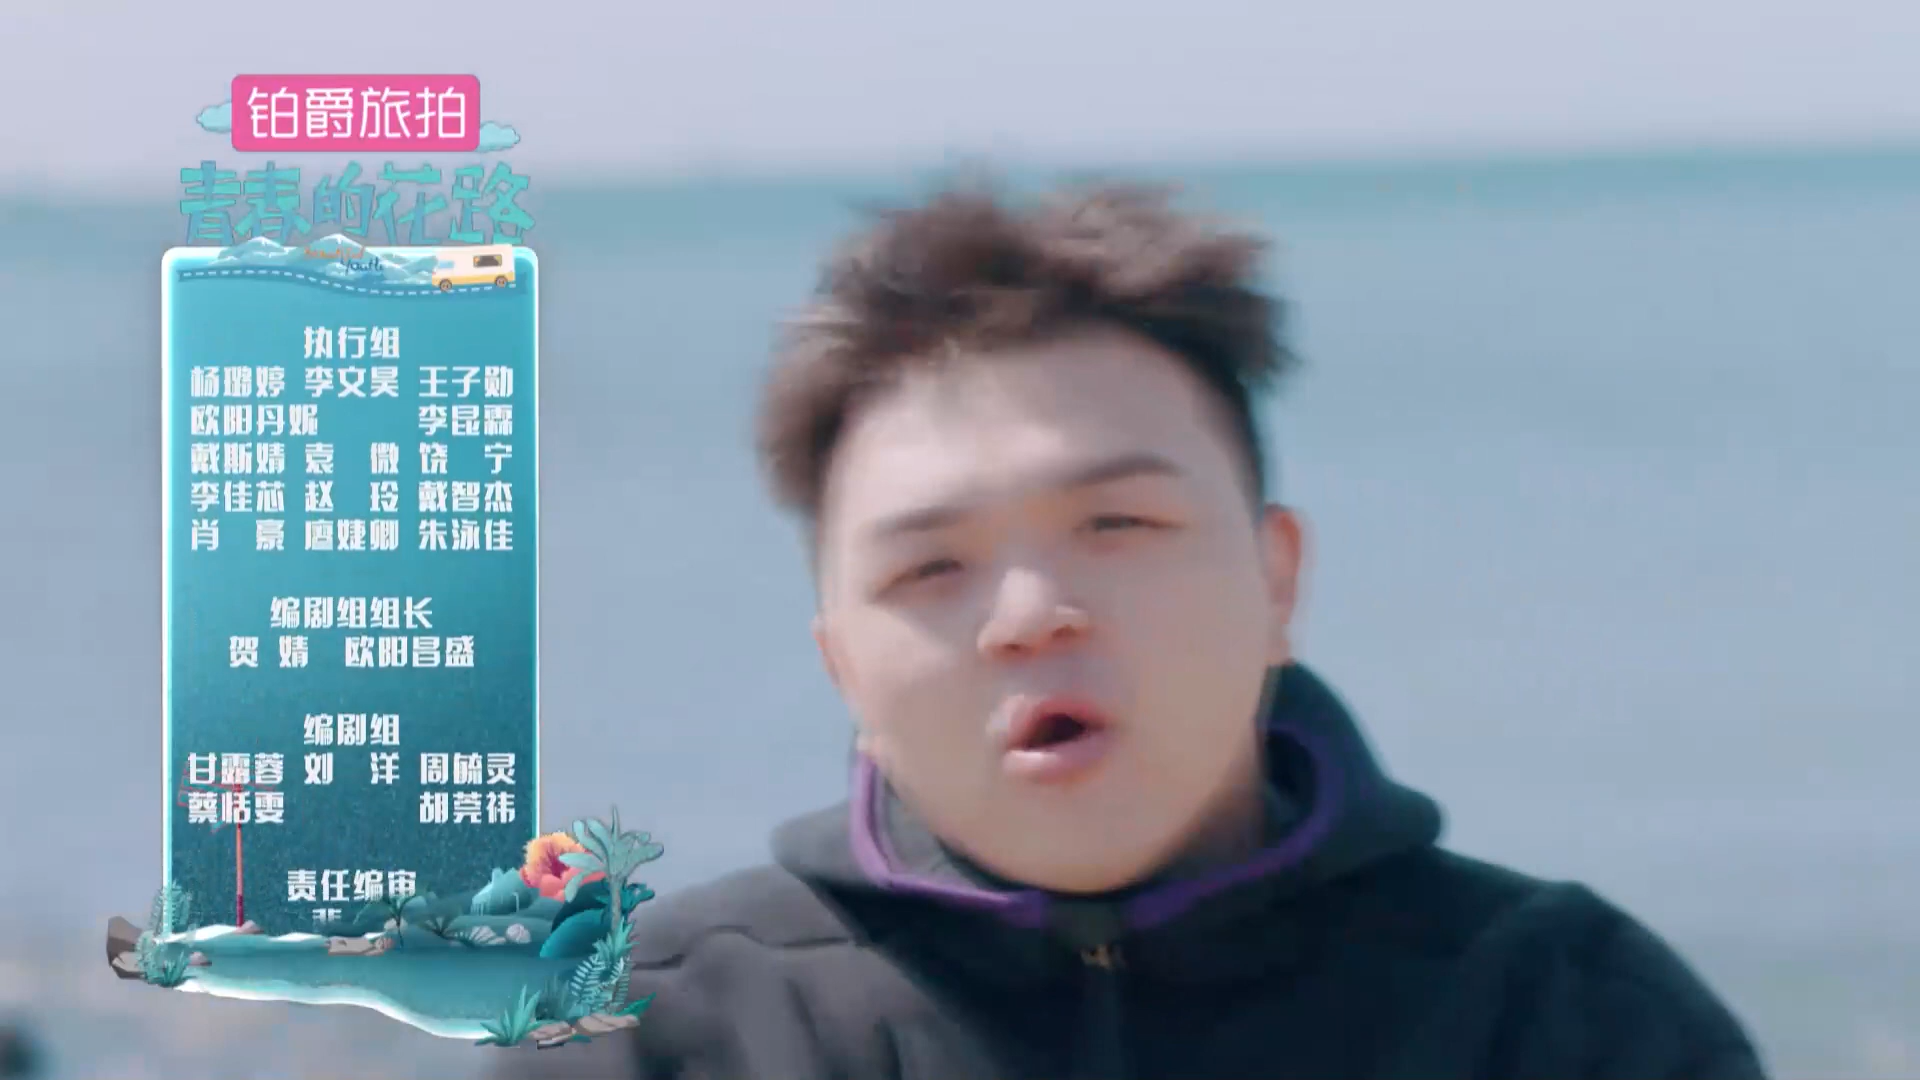 铂爵旅拍
青春的花路
Beautiful
Youth
执行组
杨璐婷 李文昊 王子勋
欧阳丹妮 李昆霖
戴斯婧 袁 微 饶 宁
李佳芯 赵 玲 戴智杰
肖 豪 詹婕卿 朱泳佳
编剧组组长
贺 婧 欧阳昌盛
编剧组
甘露蓉 刘 洋 周毓灵
蔡恬雯 胡莞祎
责任编审